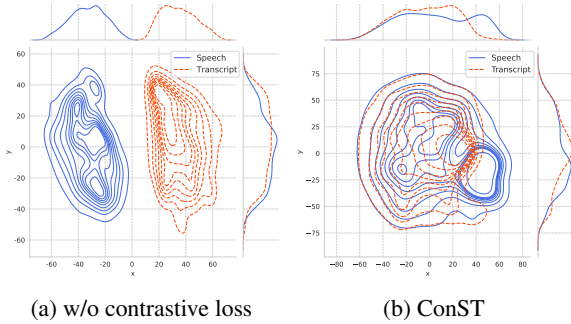 Speech
Transcript
60
40
20
0
−20
−40
−60
y
−60 −40 −20 0 20 40 60
x
(a) w/o contrastive loss
Speech
Transcript
75
50
25
0
−25
−50
−75
y
−80 −60 −40 −20 0 20 40 60 80
x
(b) ConST